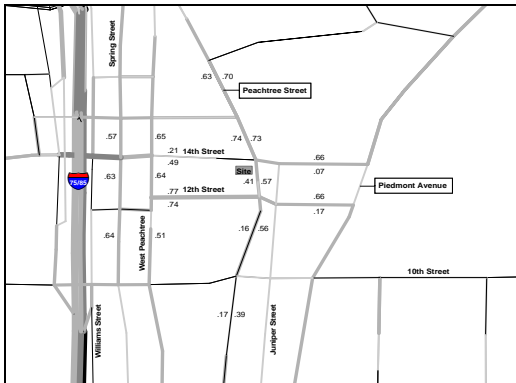 Spring Street
.63 .70
Peachtree Street
.57 .65 .74 .73
.21 14th Street
.49
.66
.07
75/85
.63 .64
Site
.41 .57
.77 12th Street
.74
Piedmont Avenue
.66
.17
.64 .51
West Peachtree
.16 .56
10th Street
Williams Street
.17 .39
Juniper Street